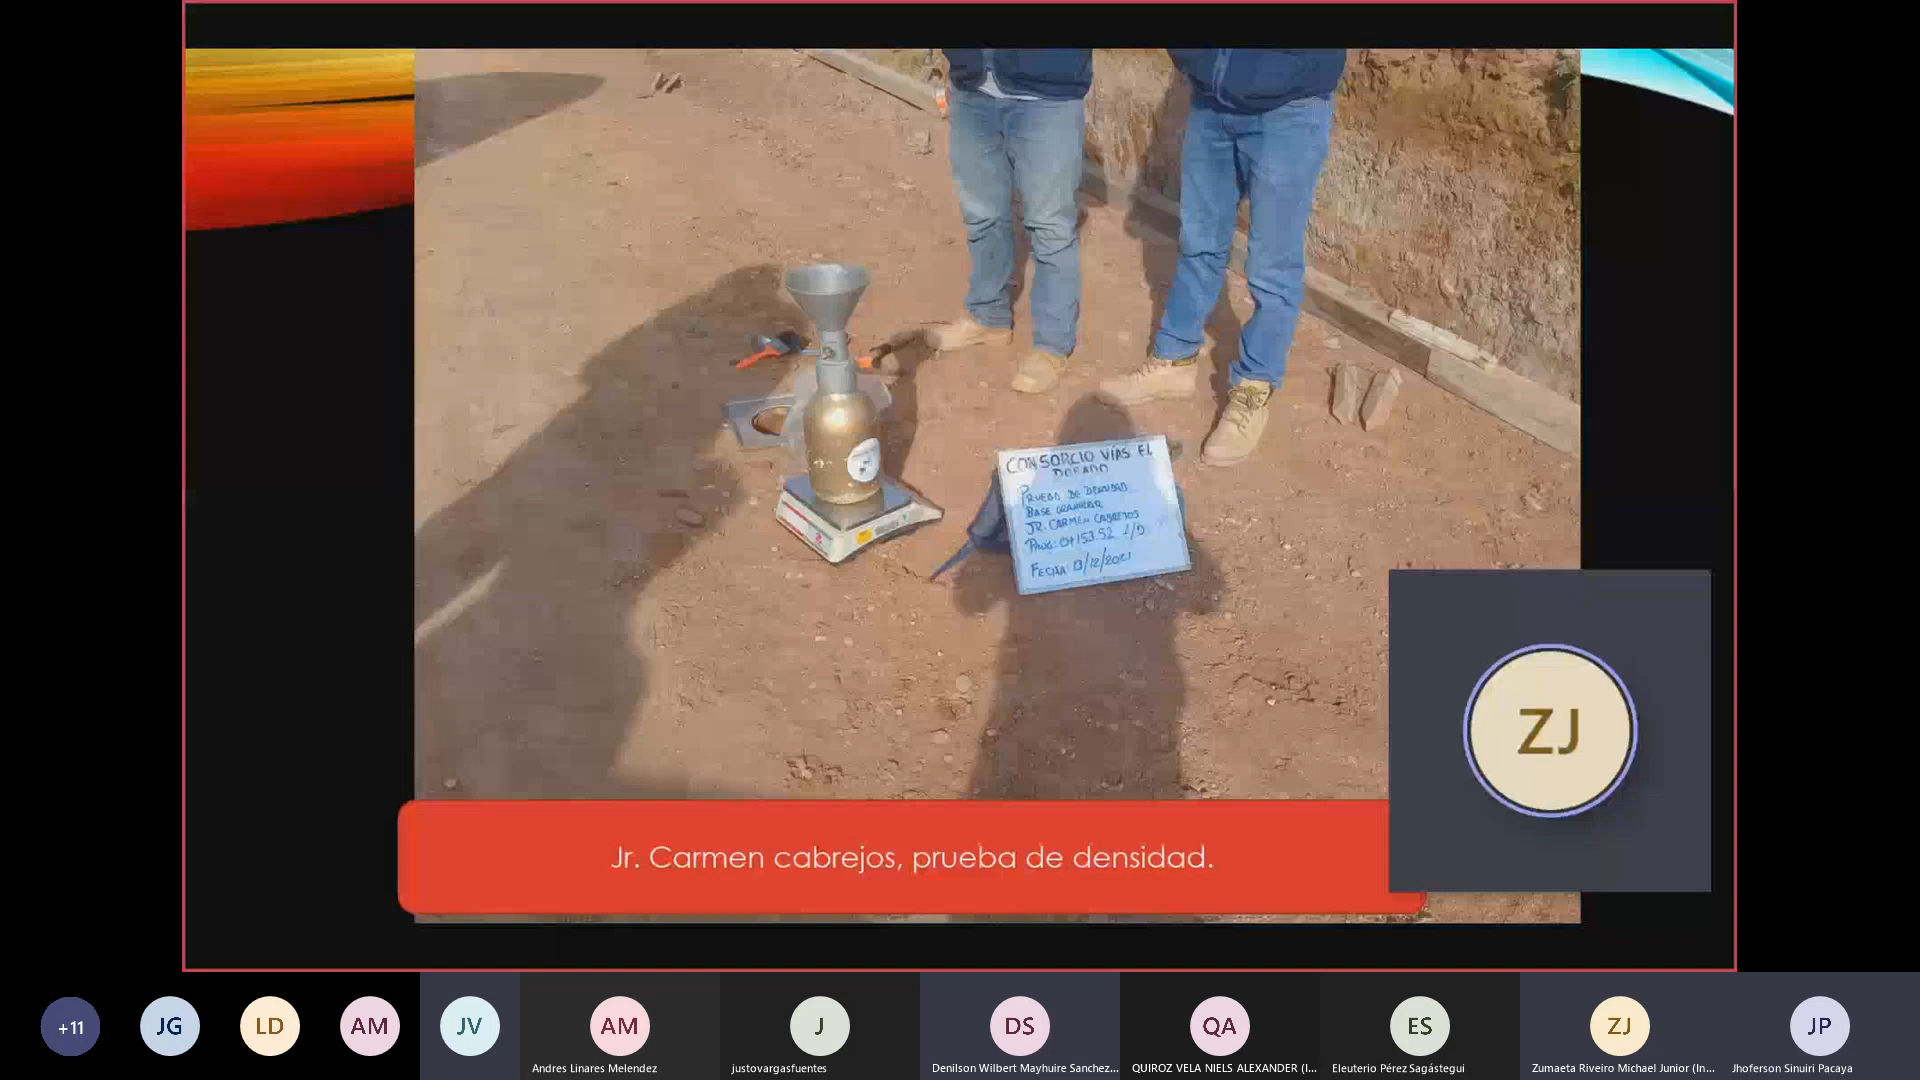 CONSORCIO VÍAS EL
DORADO
PRUEBA DE DENSIDAD
BASE GRANULAR
JR. CARMEN CABREJOS
FECHA: 13/12/2021
Jr. Carmen cabrejos, prueba de densidad.
ZJ
+11
JG
LD
AM
JV
AM
Andres Linares Melendez
J
justovargasfuentes
DS
Denilson Wilbert Mayhuire Sanchez...
QA
QUIROZ VELA NIELS ALEXANDER (I...
ES
Eleuterio Pérez Sagástegui
ZJ
Zumaeta Riveiro Michael Junior (In...
JP
Jhoferson Sinuiri Pacaya